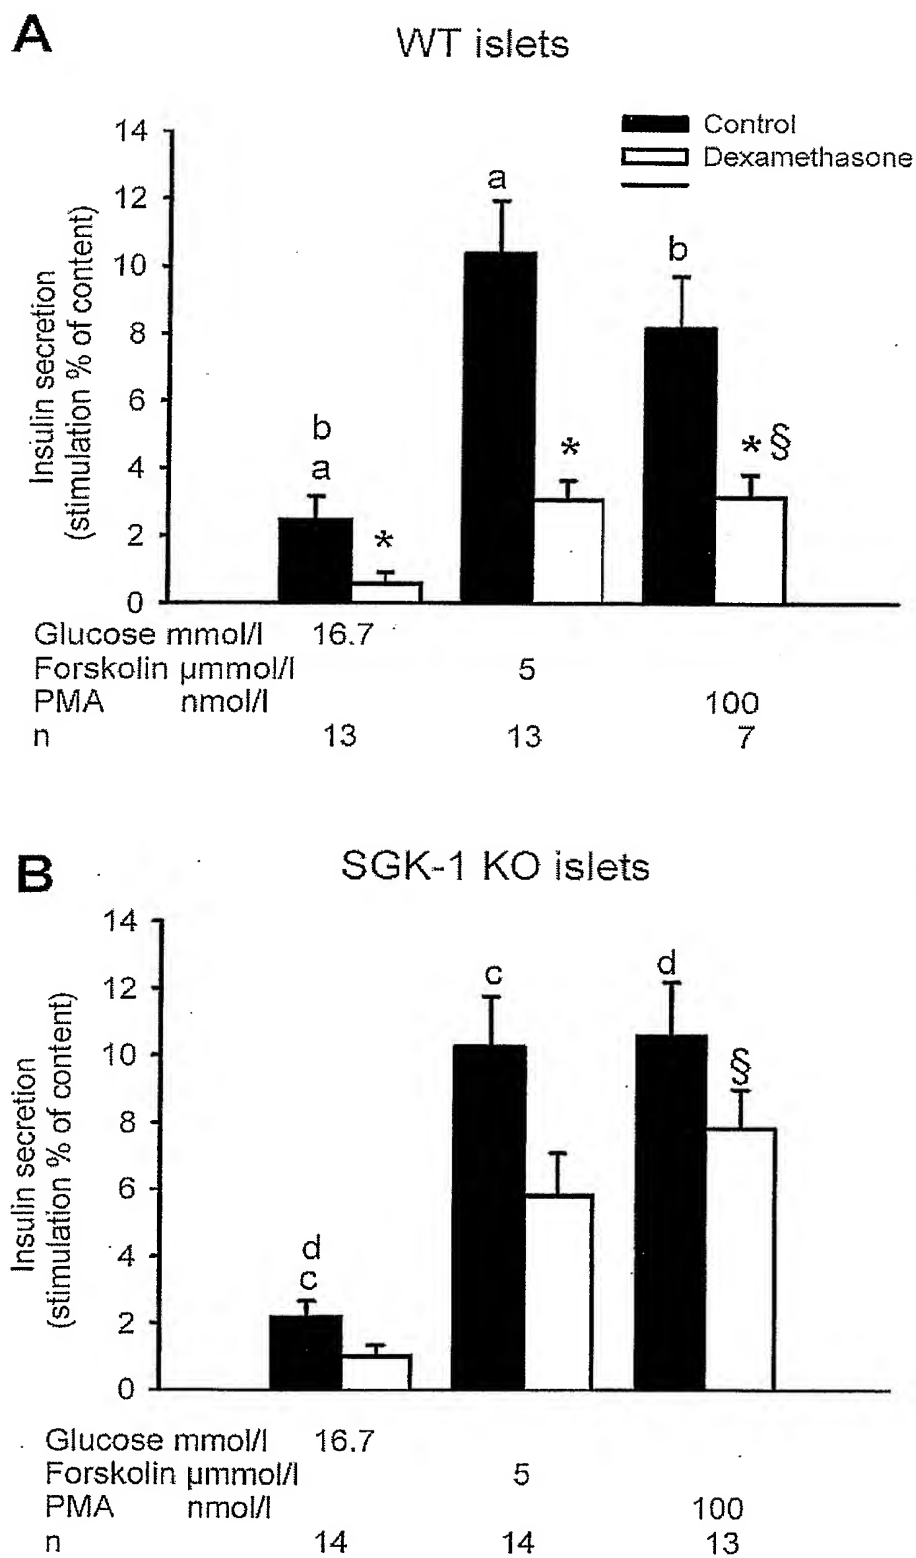 A
WT islets
Control
Dexamethasone
Insulin secretion
(stimulation % of content)
14
12
10
8
6
4
2
0
a
b
b
a
*
*
* §
Glucose mmol/l 16.7
Forskolin µmmol/l 5
PMA nmol/l 100
n 13 13 7
B
SGK-1 KO islets
Insulin secretion
(stimulation % of content)
14
12
10
8
6
4
2
0
c
d
§
d
c
Glucose mmol/l 16.7
Forskolin µmmol/l 5
PMA nmol/l 100
n 14 14 13